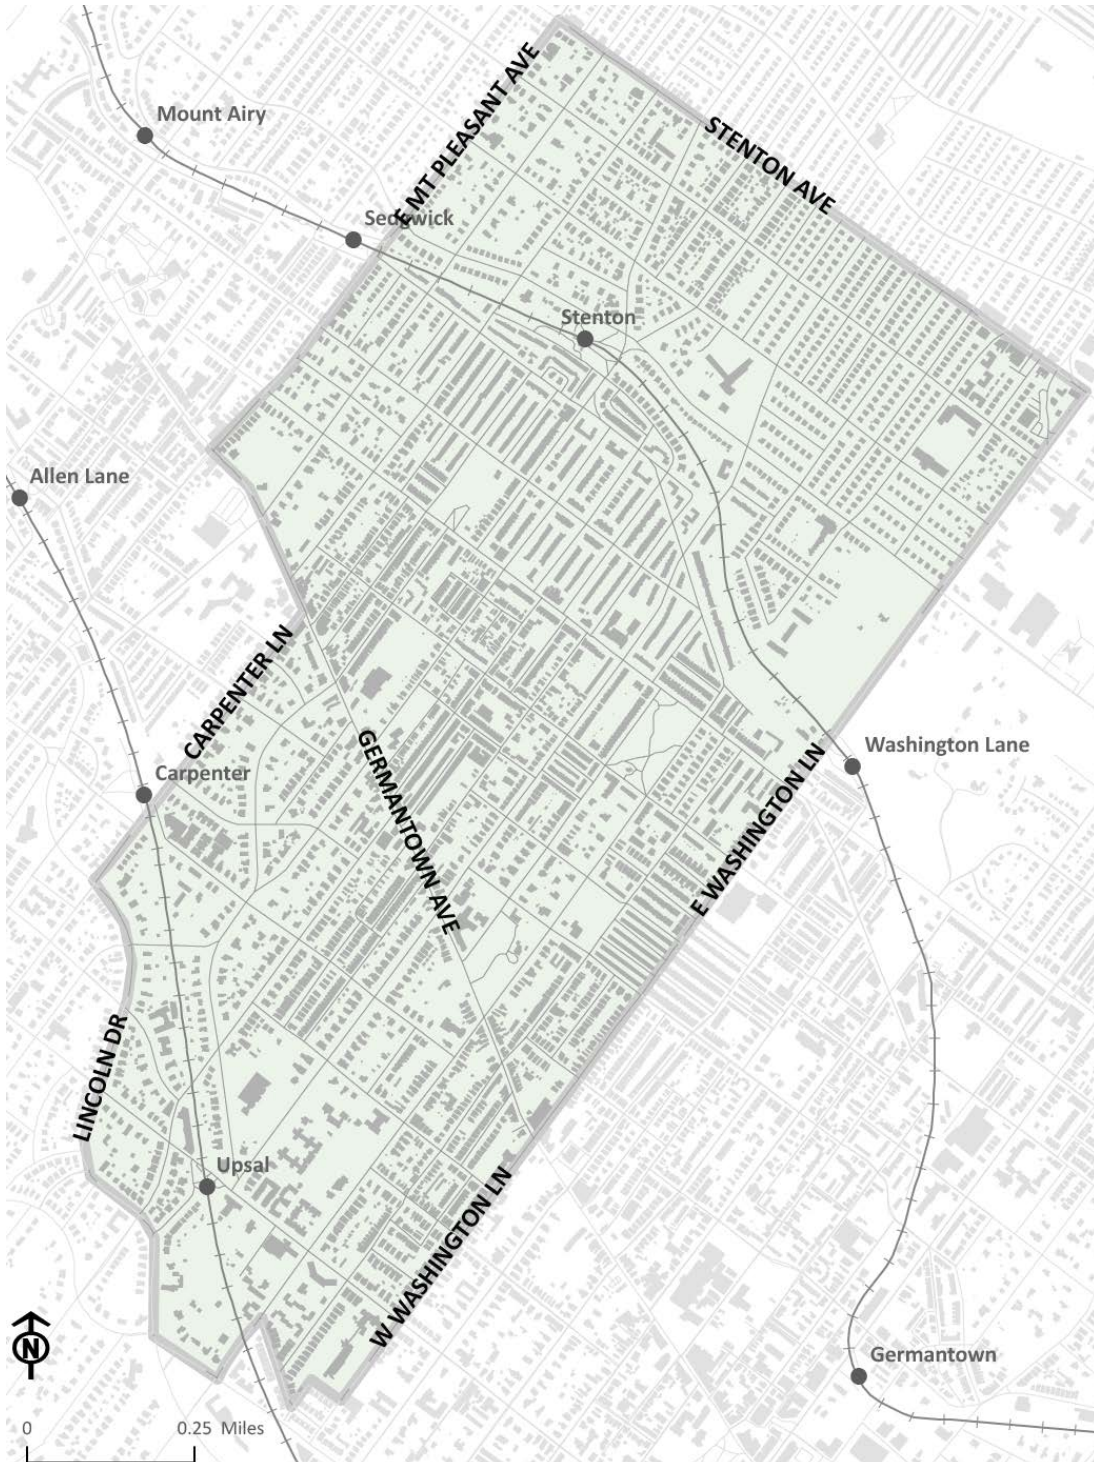 Mount Airy
E MT PLEASANT AVE
STENTON AVE
Sedgwick
Stenton
Allen Lane
CARPENTER LN
GERMANTOWN AVE
Washington Lane
Carpenter
E WASHINGTON LN
LINCOLN DR
Upsal
W WASHINGTON LN
N
Germantown
0 0.25 Miles